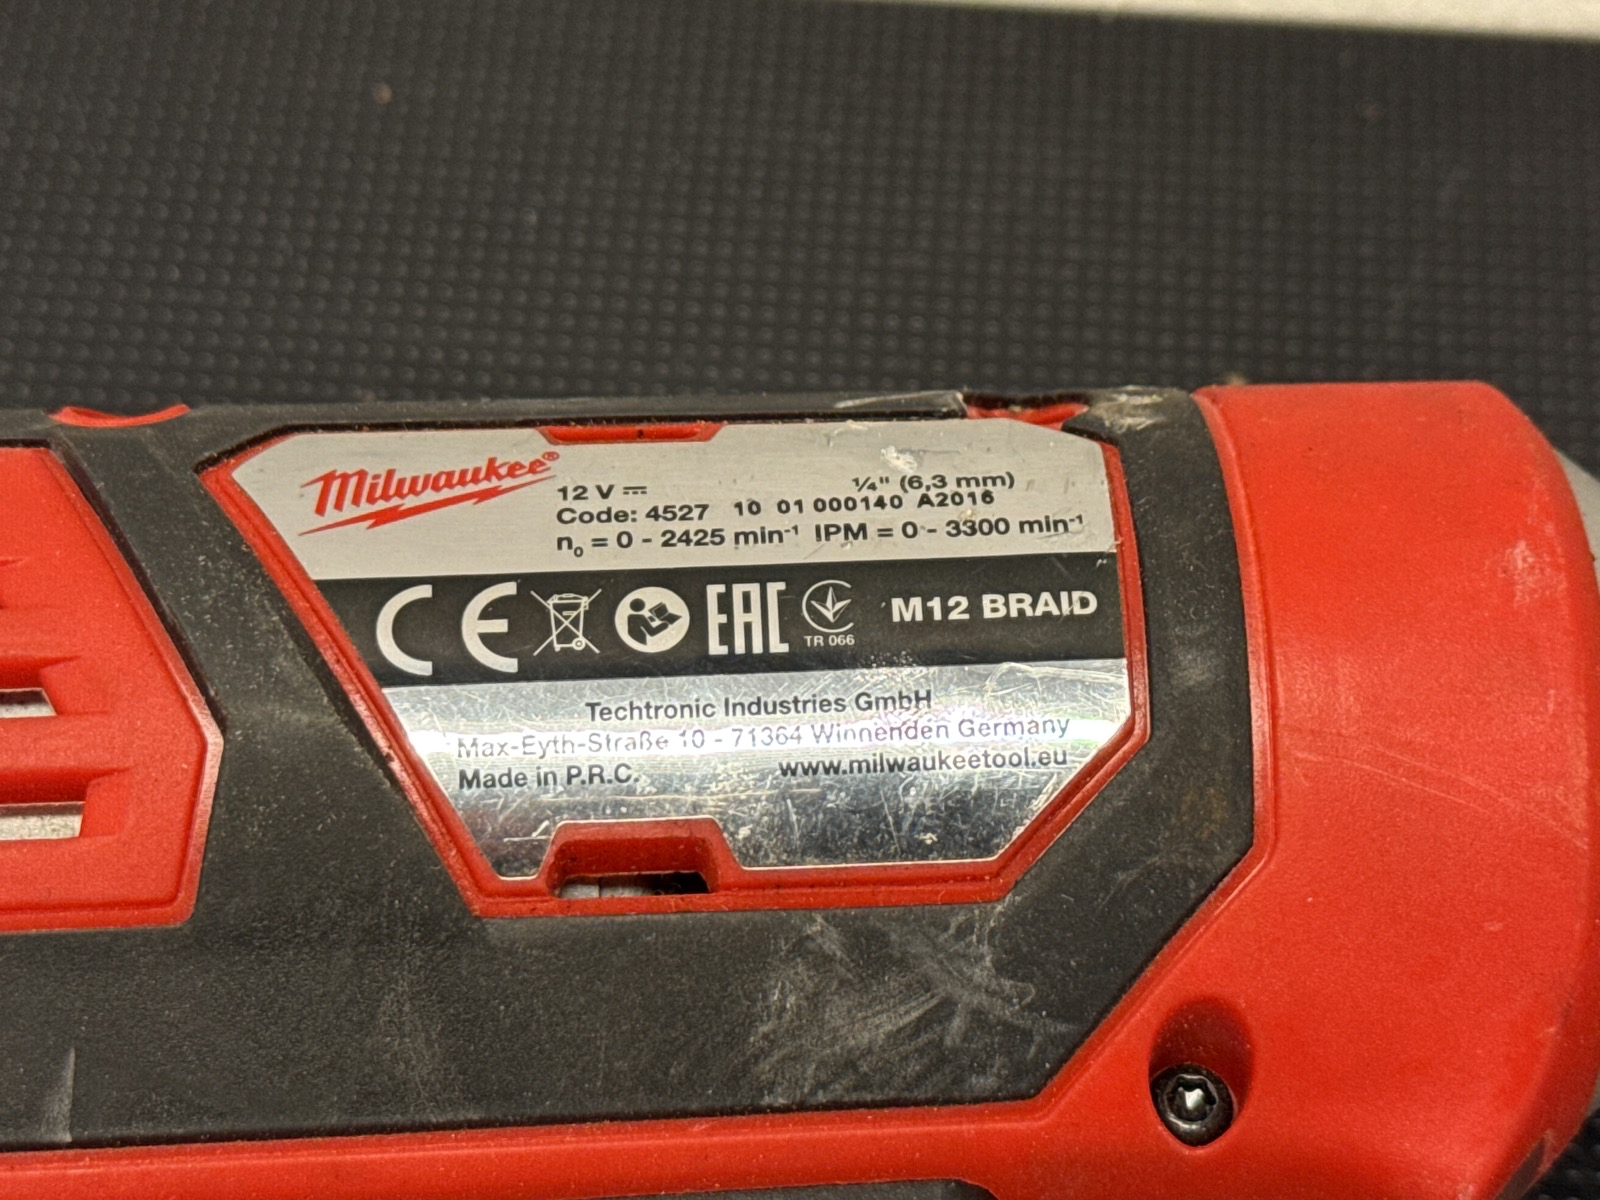 Milwaukee®
12 V ⎓ ¼" (6,3 mm)
Code: 4527 10 01 000140 A2016
n₀ = 0 - 2425 min⁻¹ IPM = 0 - 3300 min⁻¹
CE EAC TR 066 M12 BRAID
Techtronic Industries GmbH
Max-Eyth-Straße 10 - 71364 Winnenden Germany
Made in P.R.C. www.milwaukeetool.eu